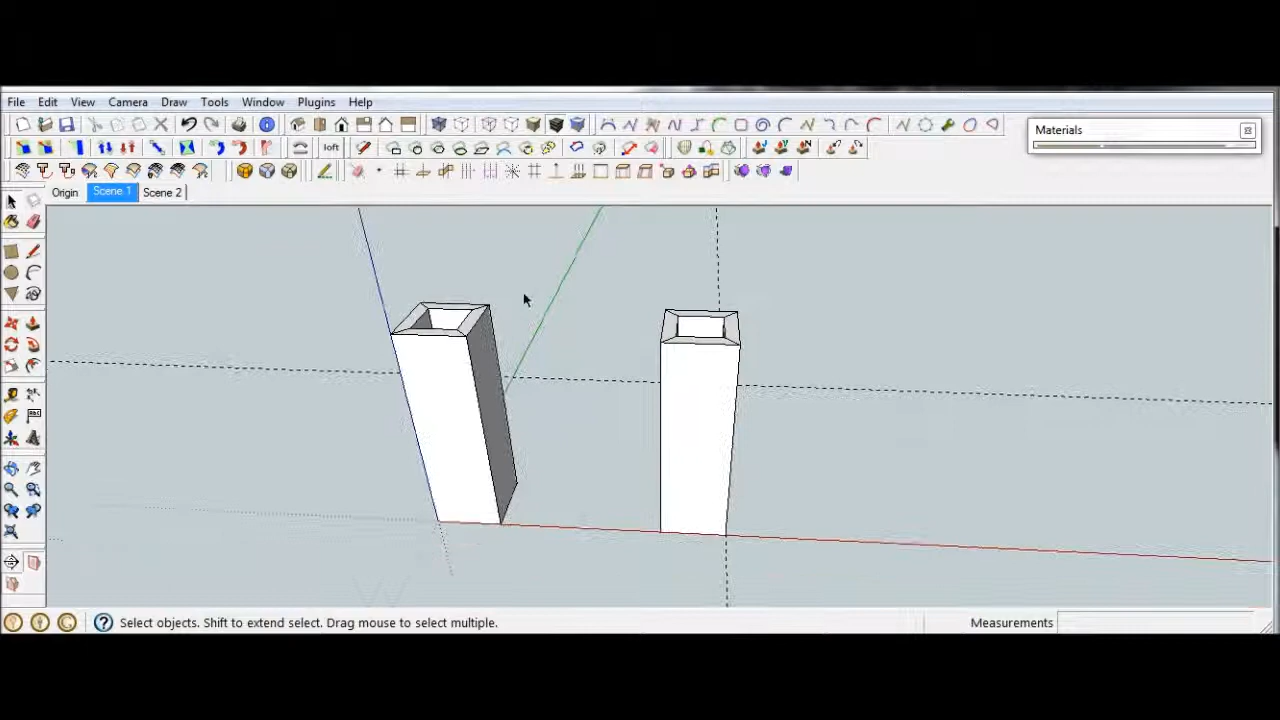 File Edit View Camera Draw Tools Window Plugins Help
Materials
loft
Origin Scene 1 Scene 2
Select objects. Shift to extend select. Drag mouse to select multiple.
Measurements